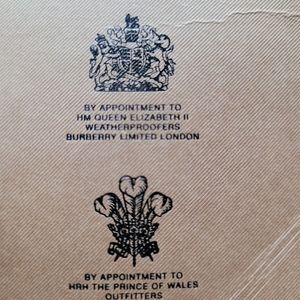 BY APPOINTMENT TO
HM QUEEN ELIZABETH II
WEATHERPROOFERS
BURBERRY LIMITED LONDON
BY APPOINTMENT TO
HRH THE PRINCE OF WALES
OUTFITTERS